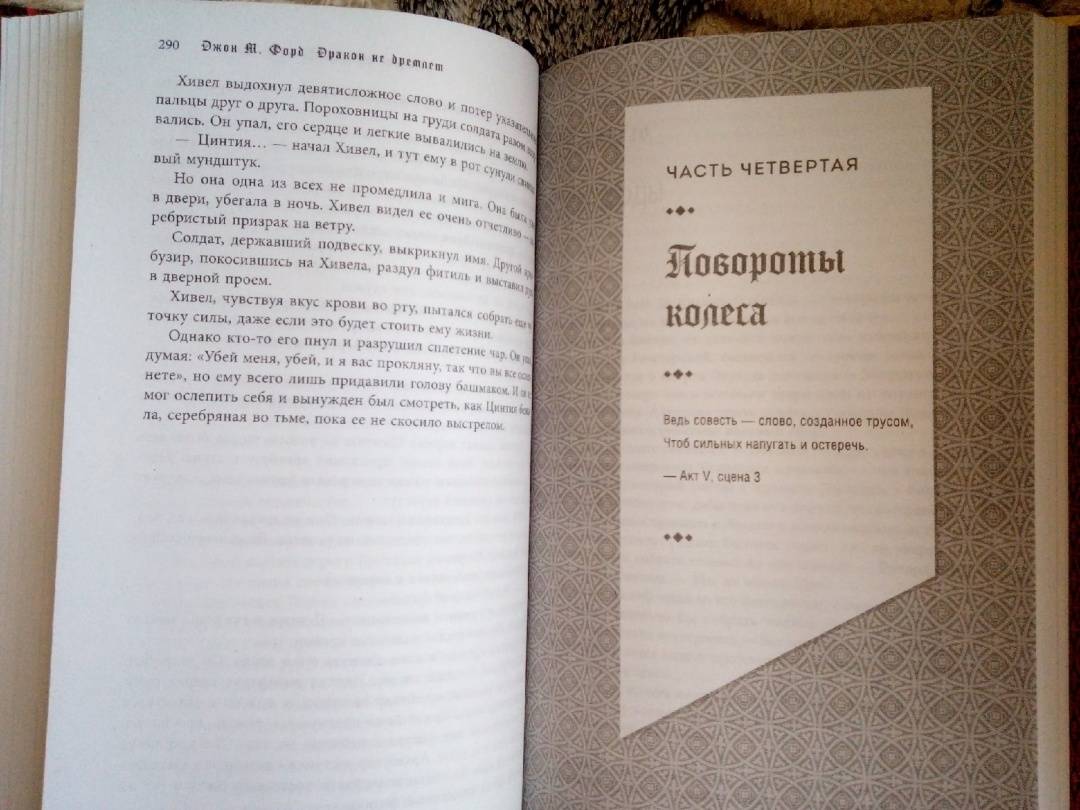 290 Джон М. Форд Дракон не дремлет
Хивел выдохнул девятисложное слово и потер
пальцы друг о друга. Пороховницы на груди солдата разом
вались. Он упал, его сердце и легкие вывалились на землю.
— Цинтия… — начал Хивел, и тут ему в рот сунули
вый мундштук.
Но она одна из всех не промедлила и мига. Она была
в двери, убегала в ночь. Хивел видел ее очень отчетливо —
ребристый призрак на ветру.
Солдат, державший подвеску, выкрикнул имя. Другой
бузир, покосившись на Хивела, раздул фитиль и выставил
в дверной проем.
Хивел, чувствуя вкус крови во рту, пытался собрать еще
точку силы, даже если это будет стоить ему жизни.
Однако кто-то его пнул и разрушил сплетение чар. Он
думая: «Убей меня, убей, и я вас прокляну, так что вы все
нете», но ему всего лишь придавили голову башмаком. И
мог ослепить себя и вынужден был смотреть, как Цинтия
ла, серебряная во тьме, пока ее не скосило выстрелом.
ЧАСТЬ ЧЕТВЕРТАЯ
Повороты
колеса
Ведь совесть — слово, созданное трусом,
Чтоб сильных напугать и остеречь.
— Акт V, сцена 3